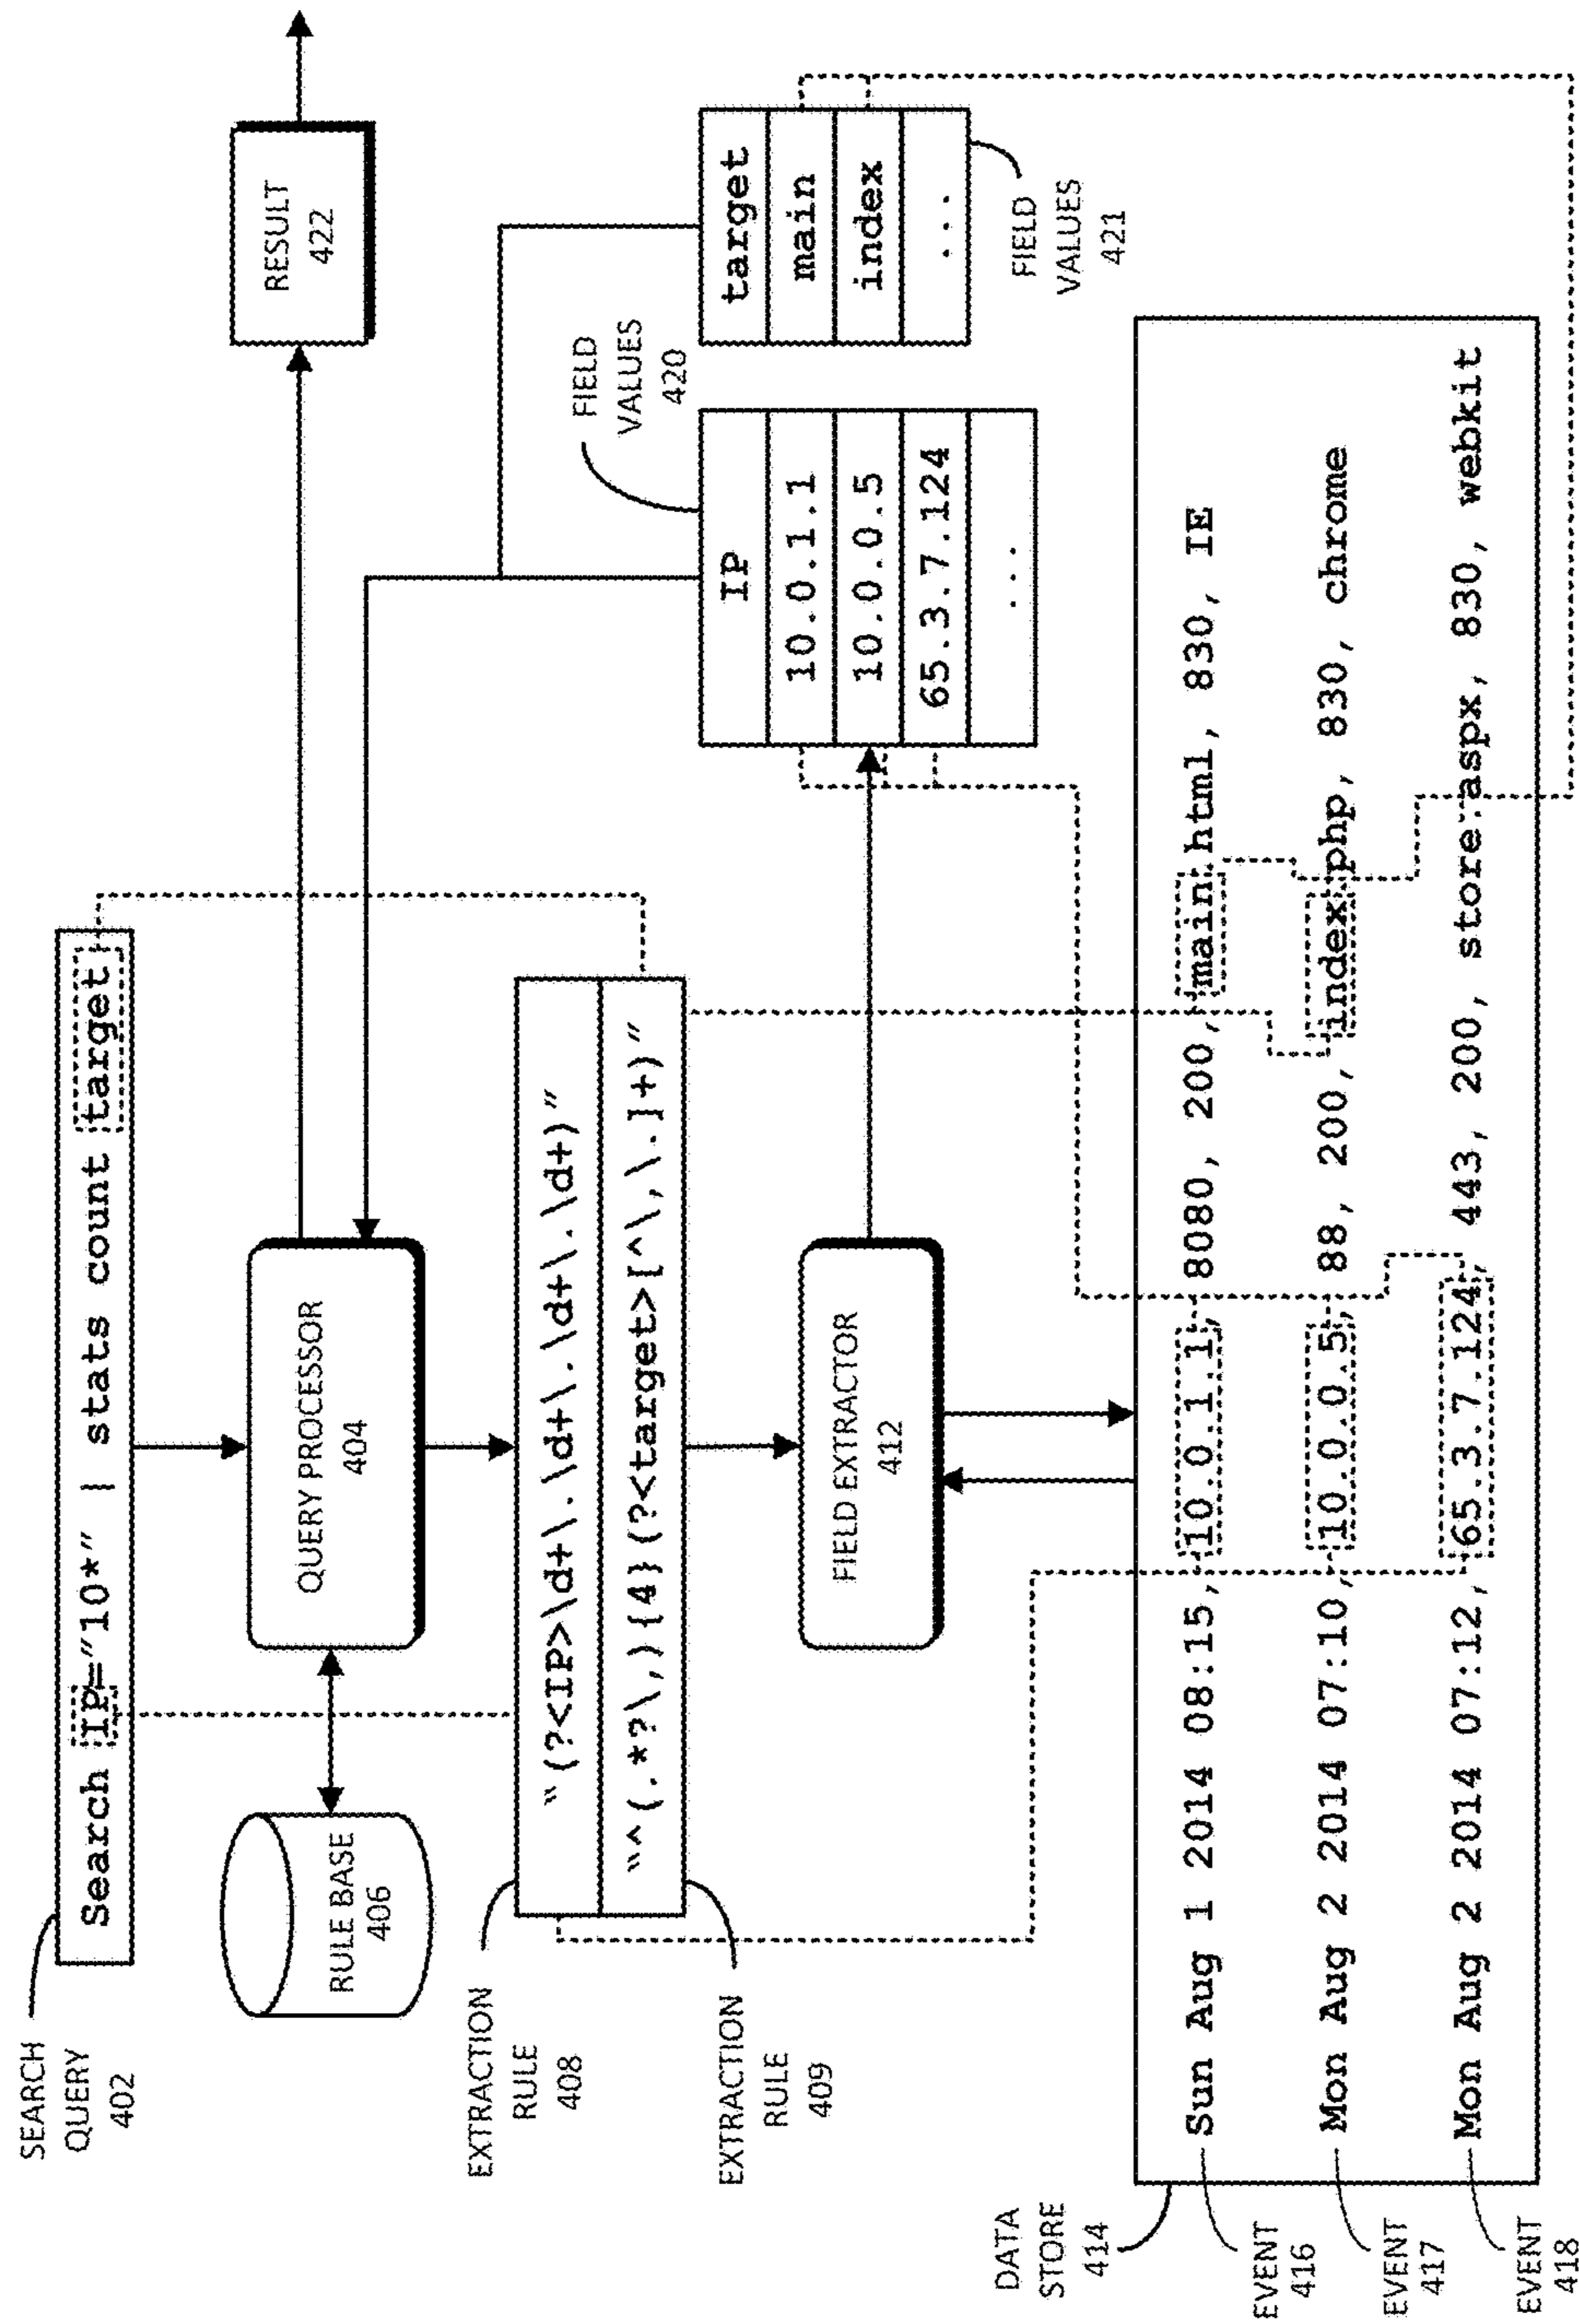 SEARCH
QUERY
402
Search IP="10*" | stats count target
RULE BASE
406
QUERY PROCESSOR
404
RESULT
422
EXTRACTION
RULE
408
"(?<IP>\d+\.\d+\.\d+\.\d+)"
"^(.*?\,){4}(?<target>[^\,\.]+)"
EXTRACTION
RULE
409
FIELD
VALUES
420
FIELD EXTRACTOR
412
IP
10.0.1.1
10.0.0.5
65.3.7.124
...
target
main
index
...
FIELD
VALUES
421
DATA
STORE
414
EVENT
416
Sun Aug 1 2014 08:15, 10.0.1.1, 8080, 200, main.html, 830, IE
EVENT
417
Mon Aug 2 2014 07:10, 10.0.0.5, 88, 200, index.php, 830, chrome
EVENT
418
Mon Aug 2 2014 07:12, 65.3.7.124, 443, 200, store.aspx, 830, webkit